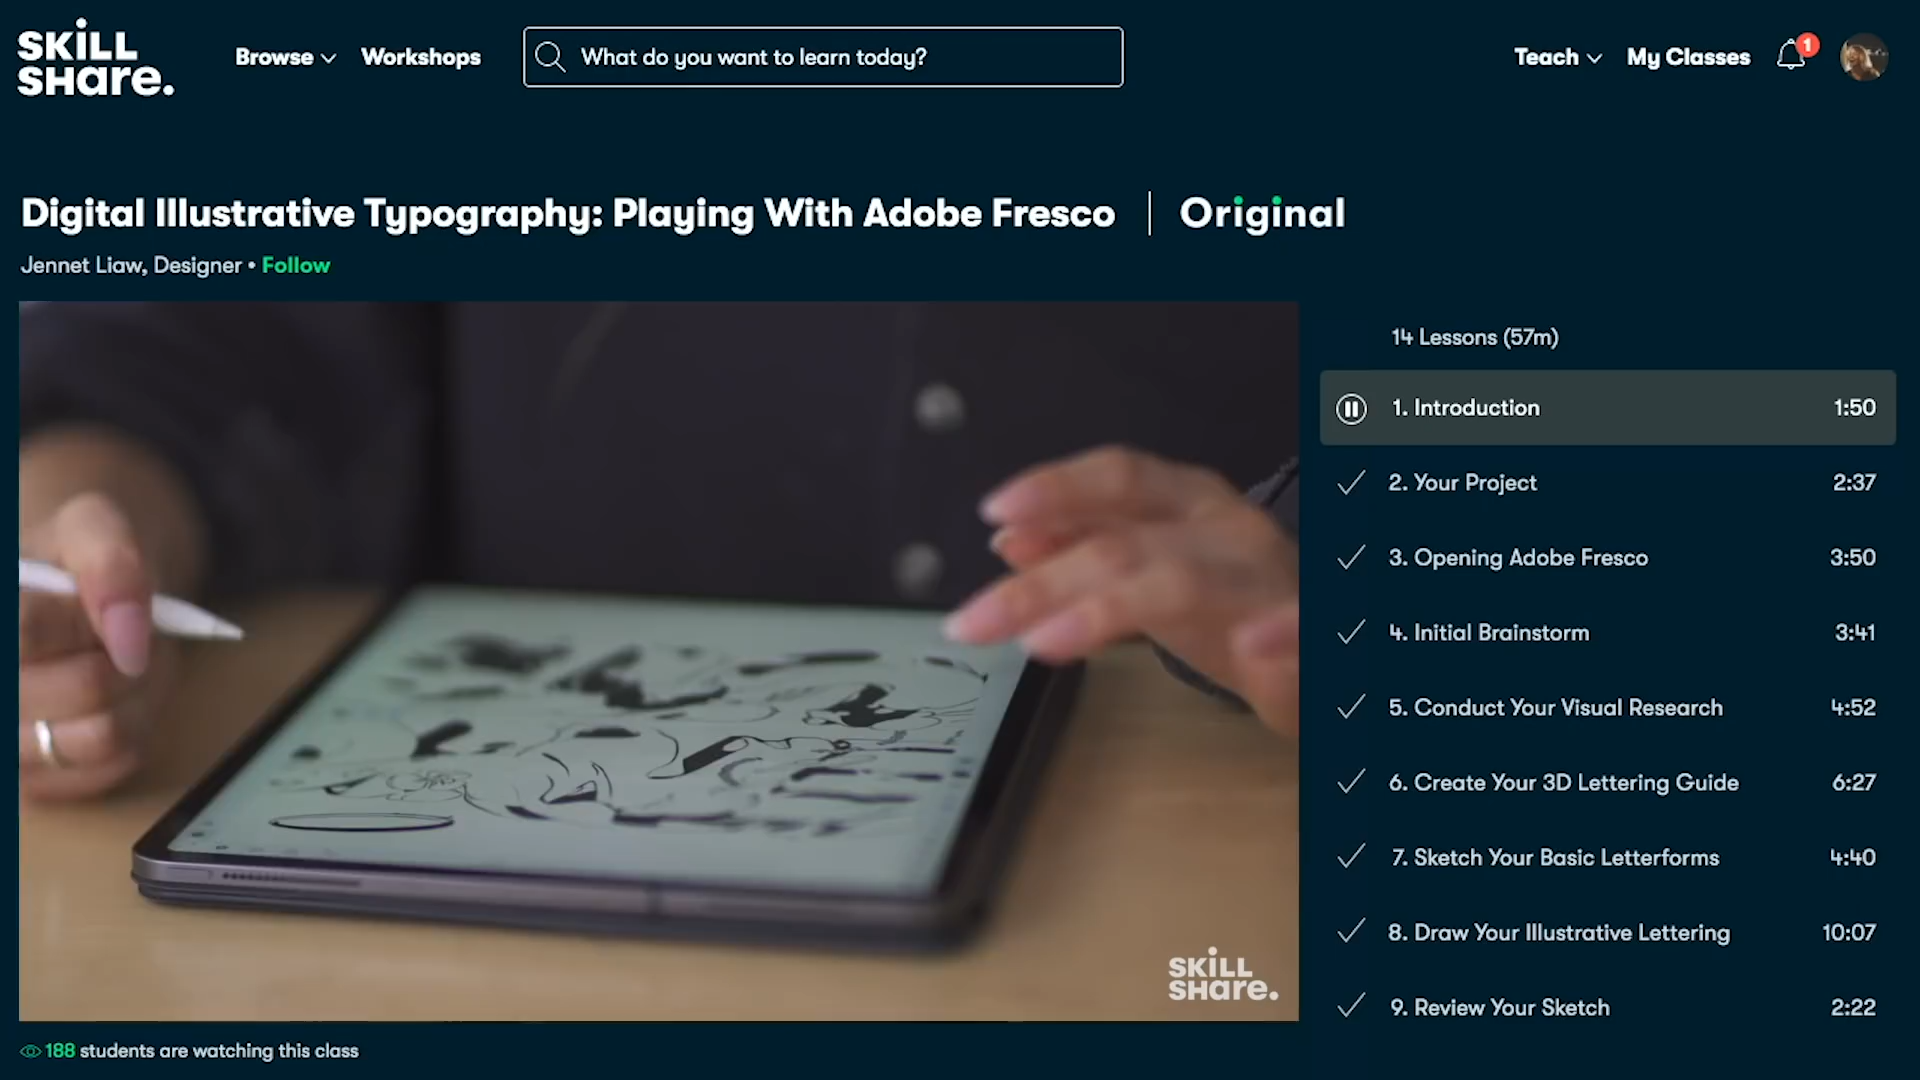 SKILL
SHare.
Browse
Workshops
What do you want to learn today?
Teach
My Classes
1
Digital Illustrative Typography: Playing With Adobe Fresco
Original
Jennet Liaw, Designer • Follow
14 Lessons (57m)
1. Introduction 1:50
2. Your Project 2:37
3. Opening Adobe Fresco 3:50
4. Initial Brainstorm 3:41
5. Conduct Your Visual Research 4:52
6. Create Your 3D Lettering Guide 6:27
7. Sketch Your Basic Letterforms 4:40
8. Draw Your Illustrative Lettering 10:07
9. Review Your Sketch 2:22
SKILL
SHare.
188 students are watching this class